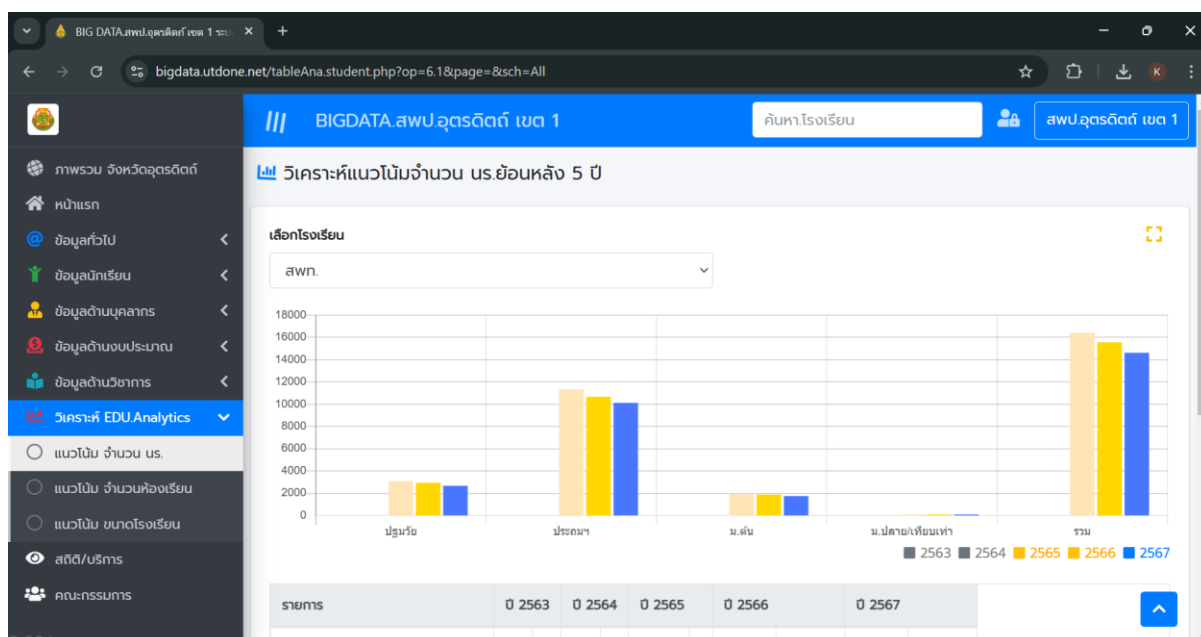 BIG DATA.สพป.อุตรดิตถ์ เขต 1 ระบ
bigdata.utdone.net/tableAna.student.php?op=6.1&page=&sch=All
K
BIGDATA.สพป.อุตรดิตถ์ เขต 1
ค้นหา.โรงเรียน
สพป.อุตรดิตถ์ เขต 1
ภาพรวม จังหวัดอุตรดิตถ์
หน้าแรก
ข้อมูลทั่วไป
ข้อมูลนักเรียน
ข้อมูลด้านบุคลากร
ข้อมูลด้านงบประมาณ
ข้อมูลด้านวิชาการ
วิเคราะห์ EDU.Analytics
แนวโน้ม จำนวน นร.
แนวโน้ม จำนวนห้องเรียน
แนวโน้ม ขนาดโรงเรียน
สถิติ/บริการ
คณะกรรมการ
วิเคราะห์แนวโน้มจำนวน นร.ย้อนหลัง 5 ปี
เลือกโรงเรียน
สพท.
18000
16000
14000
12000
10000
8000
6000
4000
2000
0
ปฐมวัย ประถมฯ ม.ต้น ม.ปลาย/เทียบเท่า รวม
2563 2564 2565 2566 2567
รายการ ปี 2563 ปี 2564 ปี 2565 ปี 2566 ปี 2567